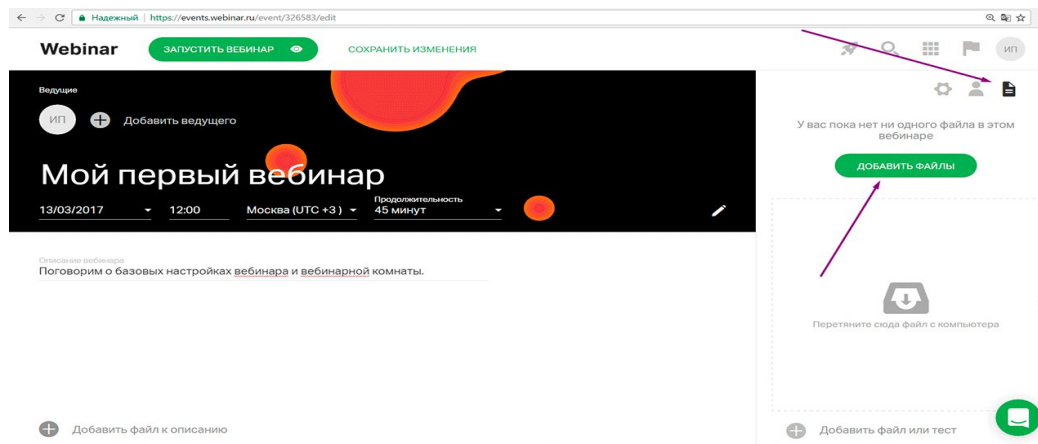 Надежный | https://events.webinar.ru/event/326583/edit
Webinar
ЗАПУСТИТЬ ВЕБИНАР
СОХРАНИТЬ ИЗМЕНЕНИЯ
ИП
Ведущие
ИП
Добавить ведущего
Мой первый вебинар
Продолжительность
13/03/2017 12:00 Москва (UTC +3 ) 45 минут
Описание вебинара
Поговорим о базовых настройках вебинара и вебинарной комнаты.
Добавить файл к описанию
У вас пока нет ни одного файла в этом
вебинаре
ДОБАВИТЬ ФАЙЛЫ
Перетяните сюда файл с компьютера
Добавить файл или тест